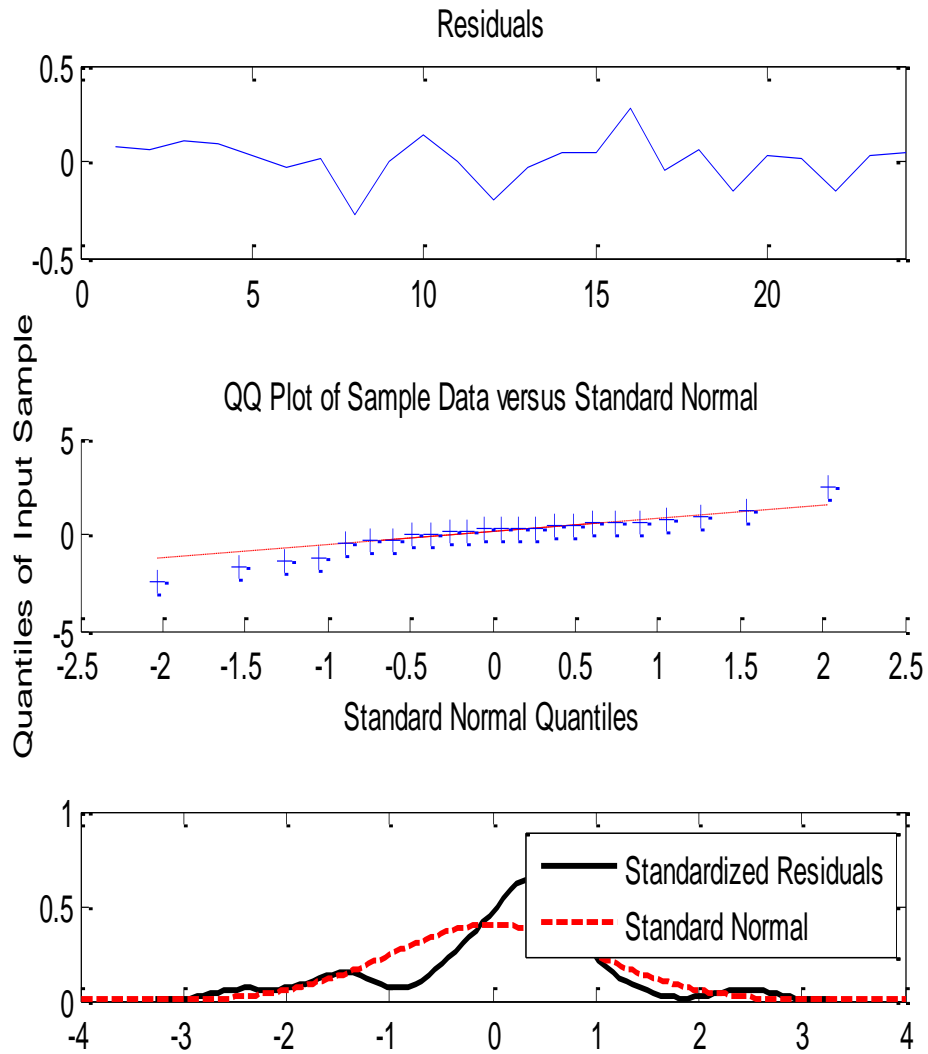 Residuals
0.5
0
-0.5
0 5 10 15 20
Quantiles of Input Sample
QQ Plot of Sample Data versus Standard Normal
5
0
-5
-2.5 -2 -1.5 -1 -0.5 0 0.5 1 1.5 2 2.5
Standard Normal Quantiles
1
0.5
0
Standardized Residuals
Standard Normal
-4 -3 -2 -1 0 1 2 3 4